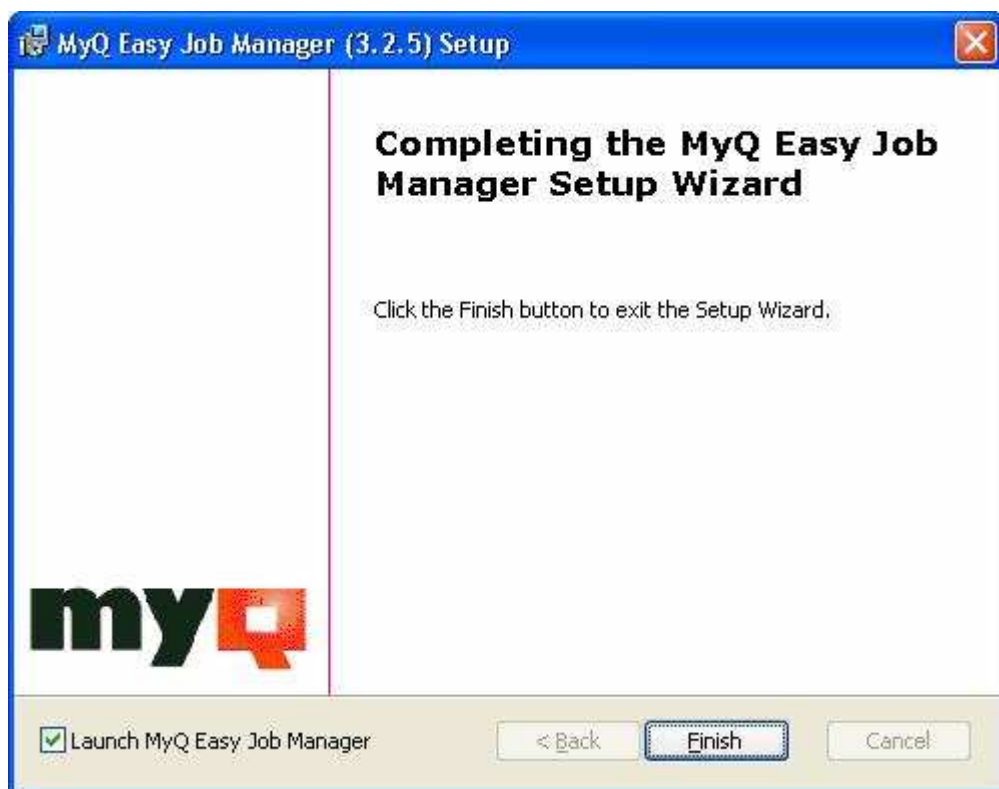 MyQ Easy Job Manager (3.2.5) Setup
Completing the MyQ Easy Job
Manager Setup Wizard
Click the Finish button to exit the Setup Wizard.
myQ
Launch MyQ Easy Job Manager
< Back
Finish
Cancel